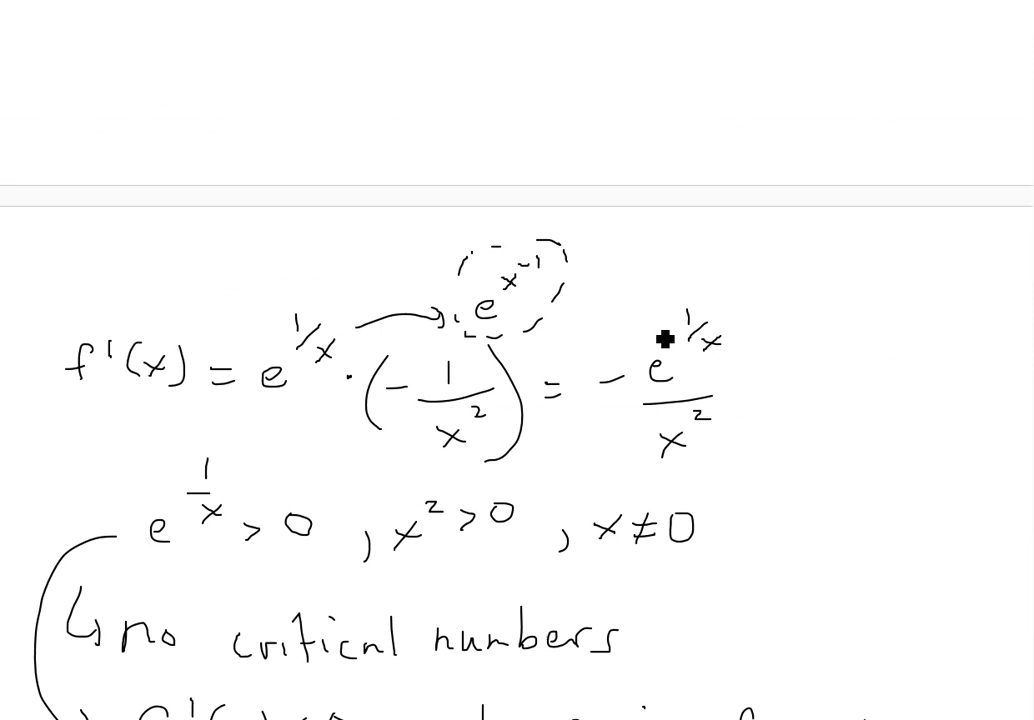 e^{x^{-1}}
f'(x) = e^{1/x} · (- 1/x^2) = - e^{1/x}/x^2
e^{1/x} > 0 , x^2 > 0 , x ≠ 0
↳ no critical numbers